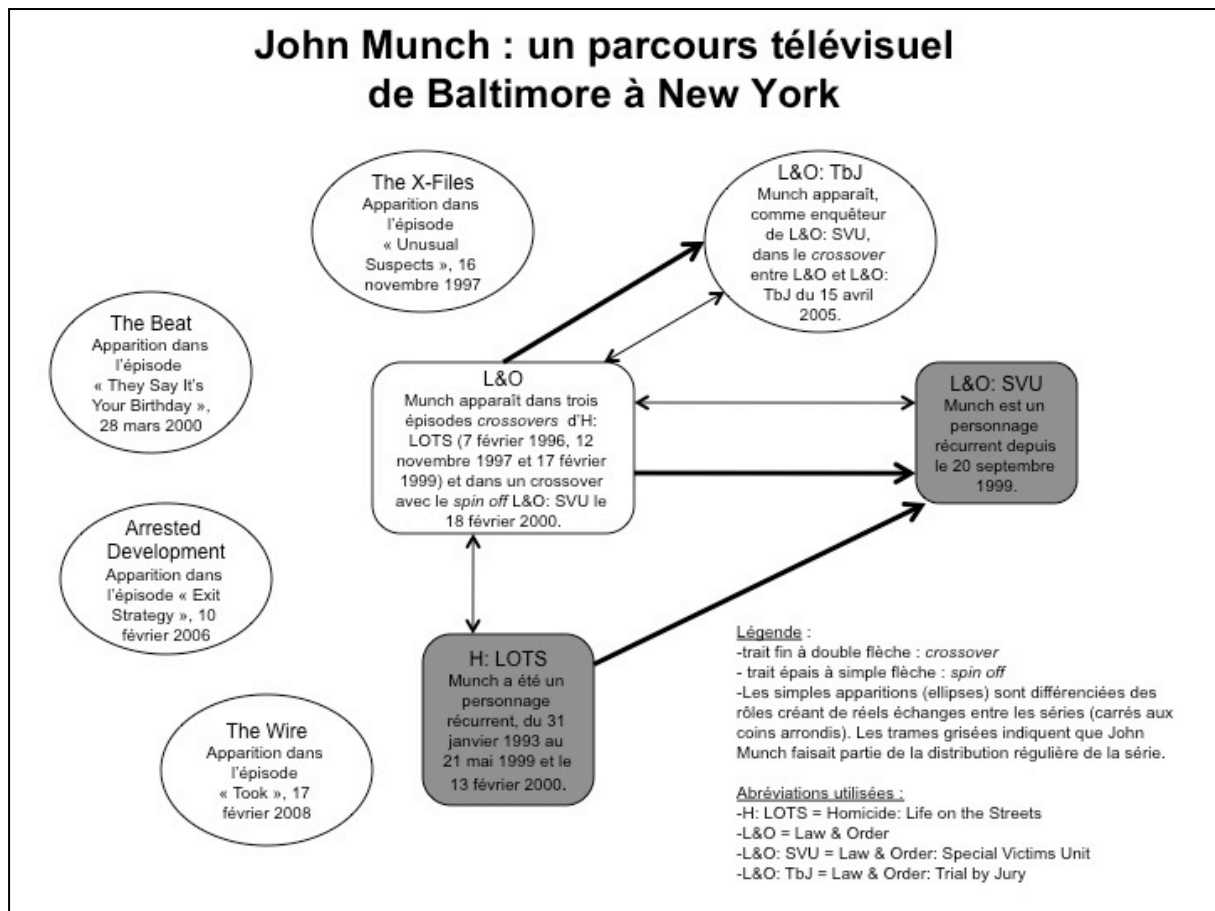 John Munch : un parcours télévisuel
de Baltimore à New York
The X-Files
Apparition dans
l'épisode
« Unusual
Suspects », 16
novembre 1997
L&O: TbJ
Munch apparaît,
comme enquêteur
de L&O: SVU,
dans le crossover
entre L&O et L&O:
TbJ du 15 avril
2005.
The Beat
Apparition dans
l'épisode
« They Say It's
Your Birthday »,
28 mars 2000
L&O
Munch apparaît dans trois
épisodes crossovers d'H:
LOTS (7 février 1996, 12
novembre 1997 et 17 février
1999) et dans un crossover
avec le spin off L&O: SVU le
18 février 2000.
L&O: SVU
Munch est un
personnage
récurrent depuis
le 20 septembre
1999.
Arrested
Development
Apparition dans
l'épisode « Exit
Strategy », 10
février 2006
H: LOTS
Munch a été un
personnage
récurrent, du 31
janvier 1993 au
21 mai 1999 et le
13 février 2000.
The Wire
Apparition dans
l'épisode
« Took », 17
février 2008
Légende :
-trait fin à double flèche : crossover
- trait épais à simple flèche : spin off
-Les simples apparitions (ellipses) sont différenciées des
rôles créant de réels échanges entre les séries (carrés aux
coins arrondis). Les trames grisées indiquent que John
Munch faisait partie de la distribution régulière de la série.
Abréviations utilisées :
-H: LOTS = Homicide: Life on the Streets
-L&O = Law & Order
-L&O: SVU = Law & Order: Special Victims Unit
-L&O: TbJ = Law & Order: Trial by Jury